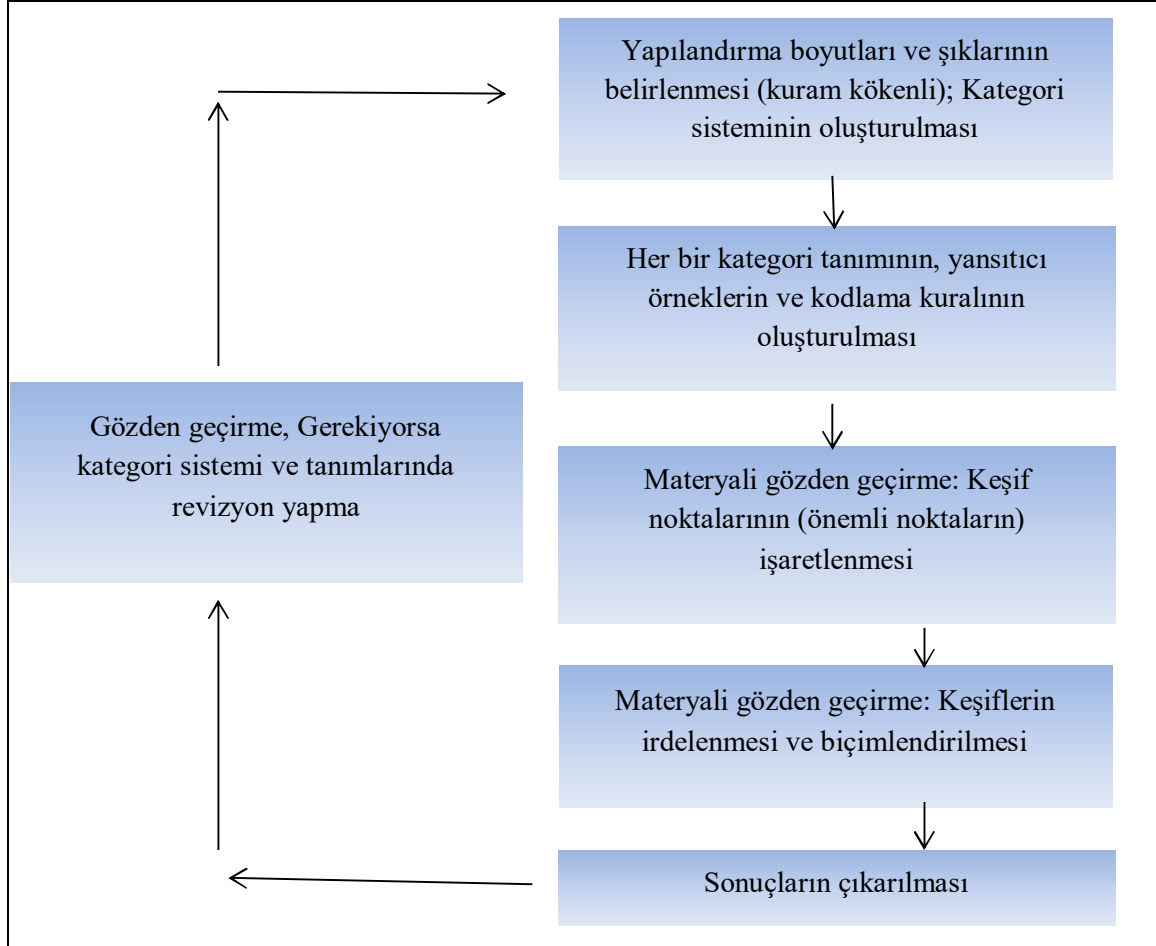 Yapılandırma boyutları ve şıklarının
belirlenmesi (kuram kökenli); Kategori
sisteminin oluşturulması
Her bir kategori tanımının, yansıtıcı
örneklerin ve kodlama kuralının
oluşturulması
Materyali gözden geçirme: Keşif
noktalarının (önemli noktaların)
işaretlenmesi
Materyali gözden geçirme: Keşiflerin
irdelenmesi ve biçimlendirilmesi
Sonuçların çıkarılması
Gözden geçirme, Gerekiyorsa
kategori sistemi ve tanımlarında
revizyon yapma